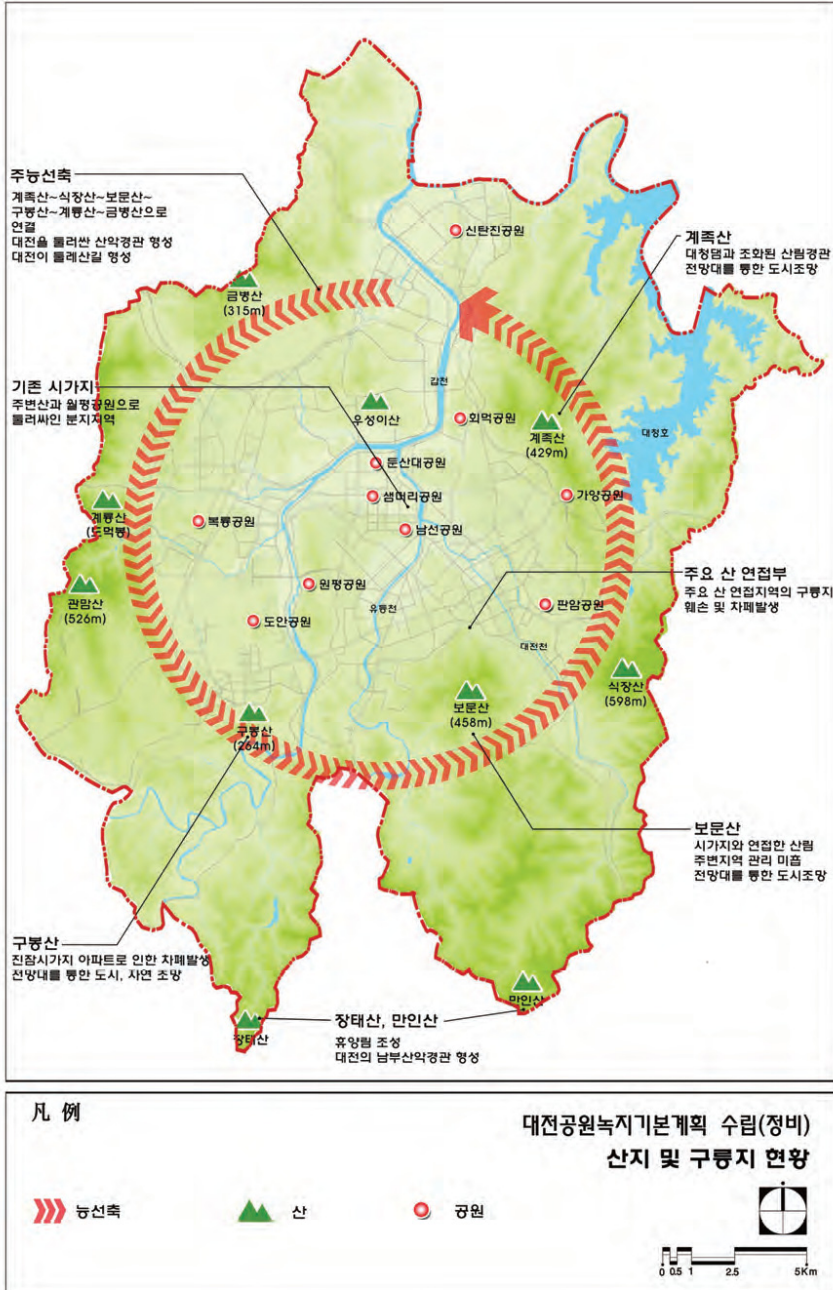 주능선축
계족산~식장산~보문산~
구봉산~계룡산~금병산으로
연결
대전을 둘러싼 산악경관 형성
대전이 둘레산길 형성
신탄진공원
계족산
대청댐과 조화된 산림경관
전망대를 통한 도시조망
금병산
(315m)
기존 시가지
주변산과 월평공원으로
둘러싸인 분지지역
갑천
우성이산
회먹공원
계족산
(429m)
대청호
둔산대공원
샘머리공원
가양공원
계룡산
(도먹봉)
복룡공원
남선공원
관암산
(526m)
원평공원
유등천
주요 산 연접부
주요 산 연접지역의 구릉지
훼손 및 차폐발생
판암공원
도안공원
대전천
식장산
(598m)
보문산
(458m)
구봉산
(264m)
보문산
시가지와 연접한 산림
주변지역 관리 미흡
전망대를 통한 도시조망
구봉산
진잠시가지 아파트로 인한 차폐발생
전망대를 통한 도시, 자연 조망
만인산
장태산
장태산, 만인산
휴양림 조성
대전의 남부산악경관 형성
凡 例
대전공원녹지기본계획 수립(정비)
산지 및 구릉지 현황
능선축
산
공원
0 0.5 1 2.5 5Km